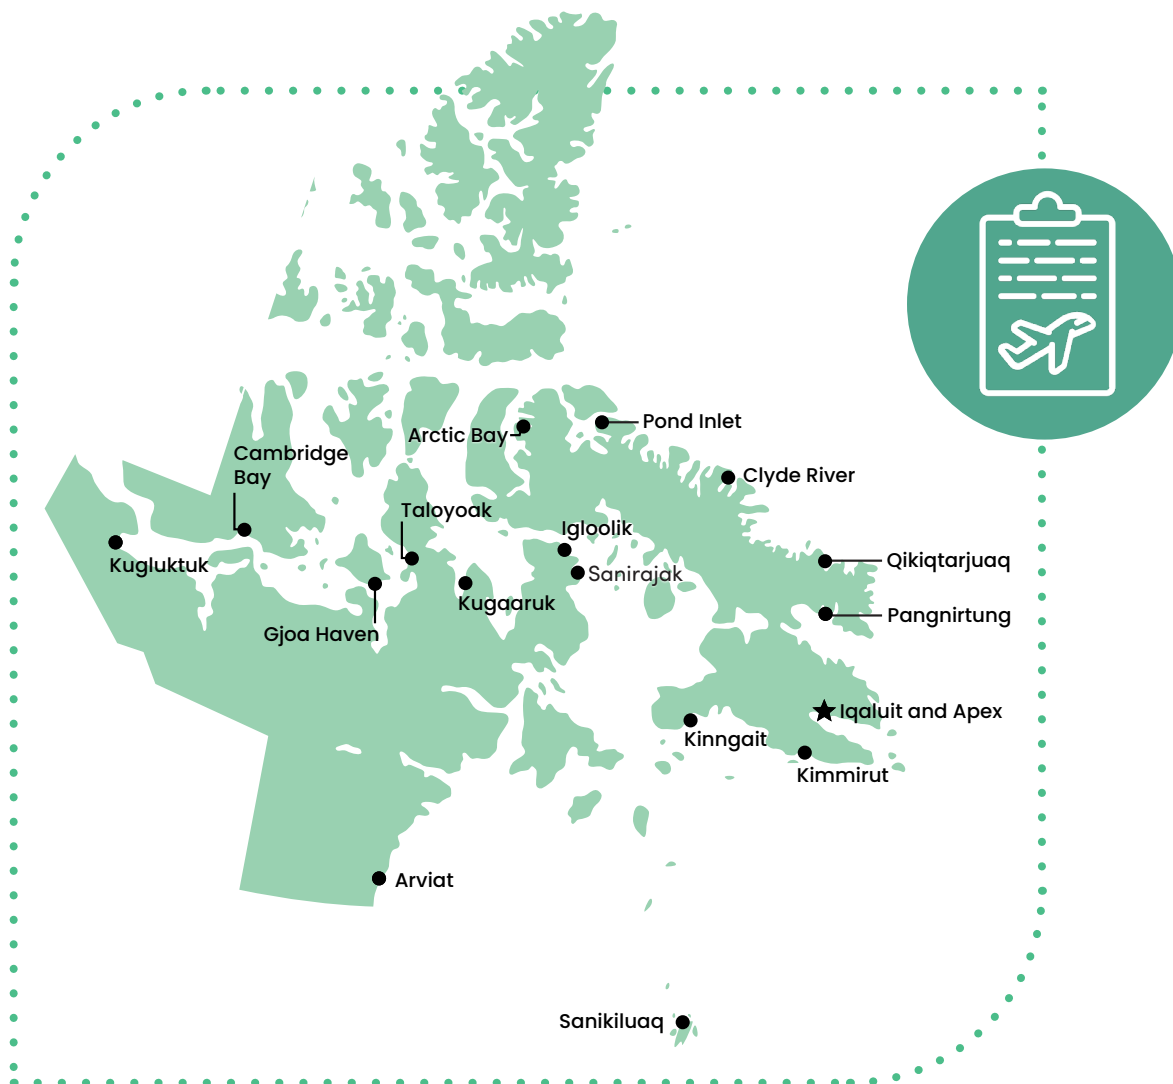 Pond Inlet
Arctic Bay
Cambridge
Bay
Clyde River
Taloyoak
Igloolik
Kugluktuk
Qikiqtarjuaq
Sanirajak
Kugaaruk
Pangnirtung
Gjoa Haven
Iqaluit and Apex
Kinngait
Kimmirut
Arviat
Sanikiluaq